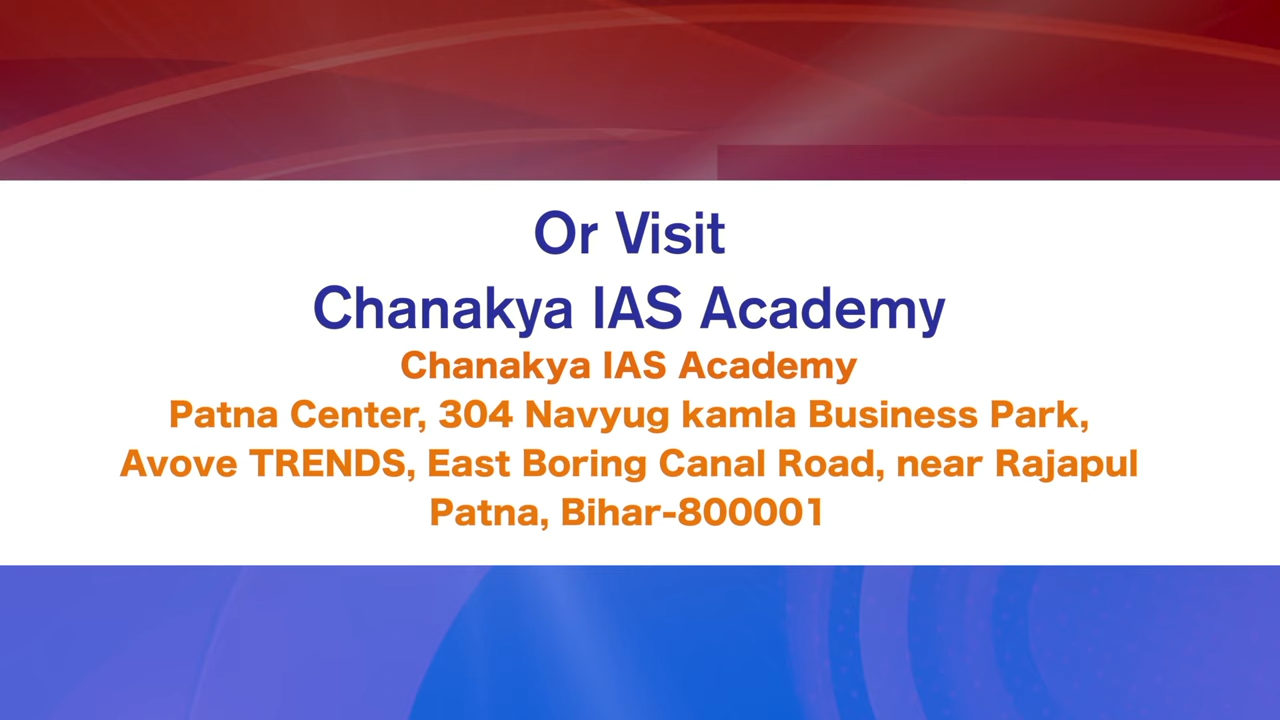 Or Visit
Chanakya IAS Academy
Chanakya IAS Academy
Patna Center, 304 Navyug kamla Business Park,
Avove TRENDS, East Boring Canal Road, near Rajapul
Patna, Bihar-800001